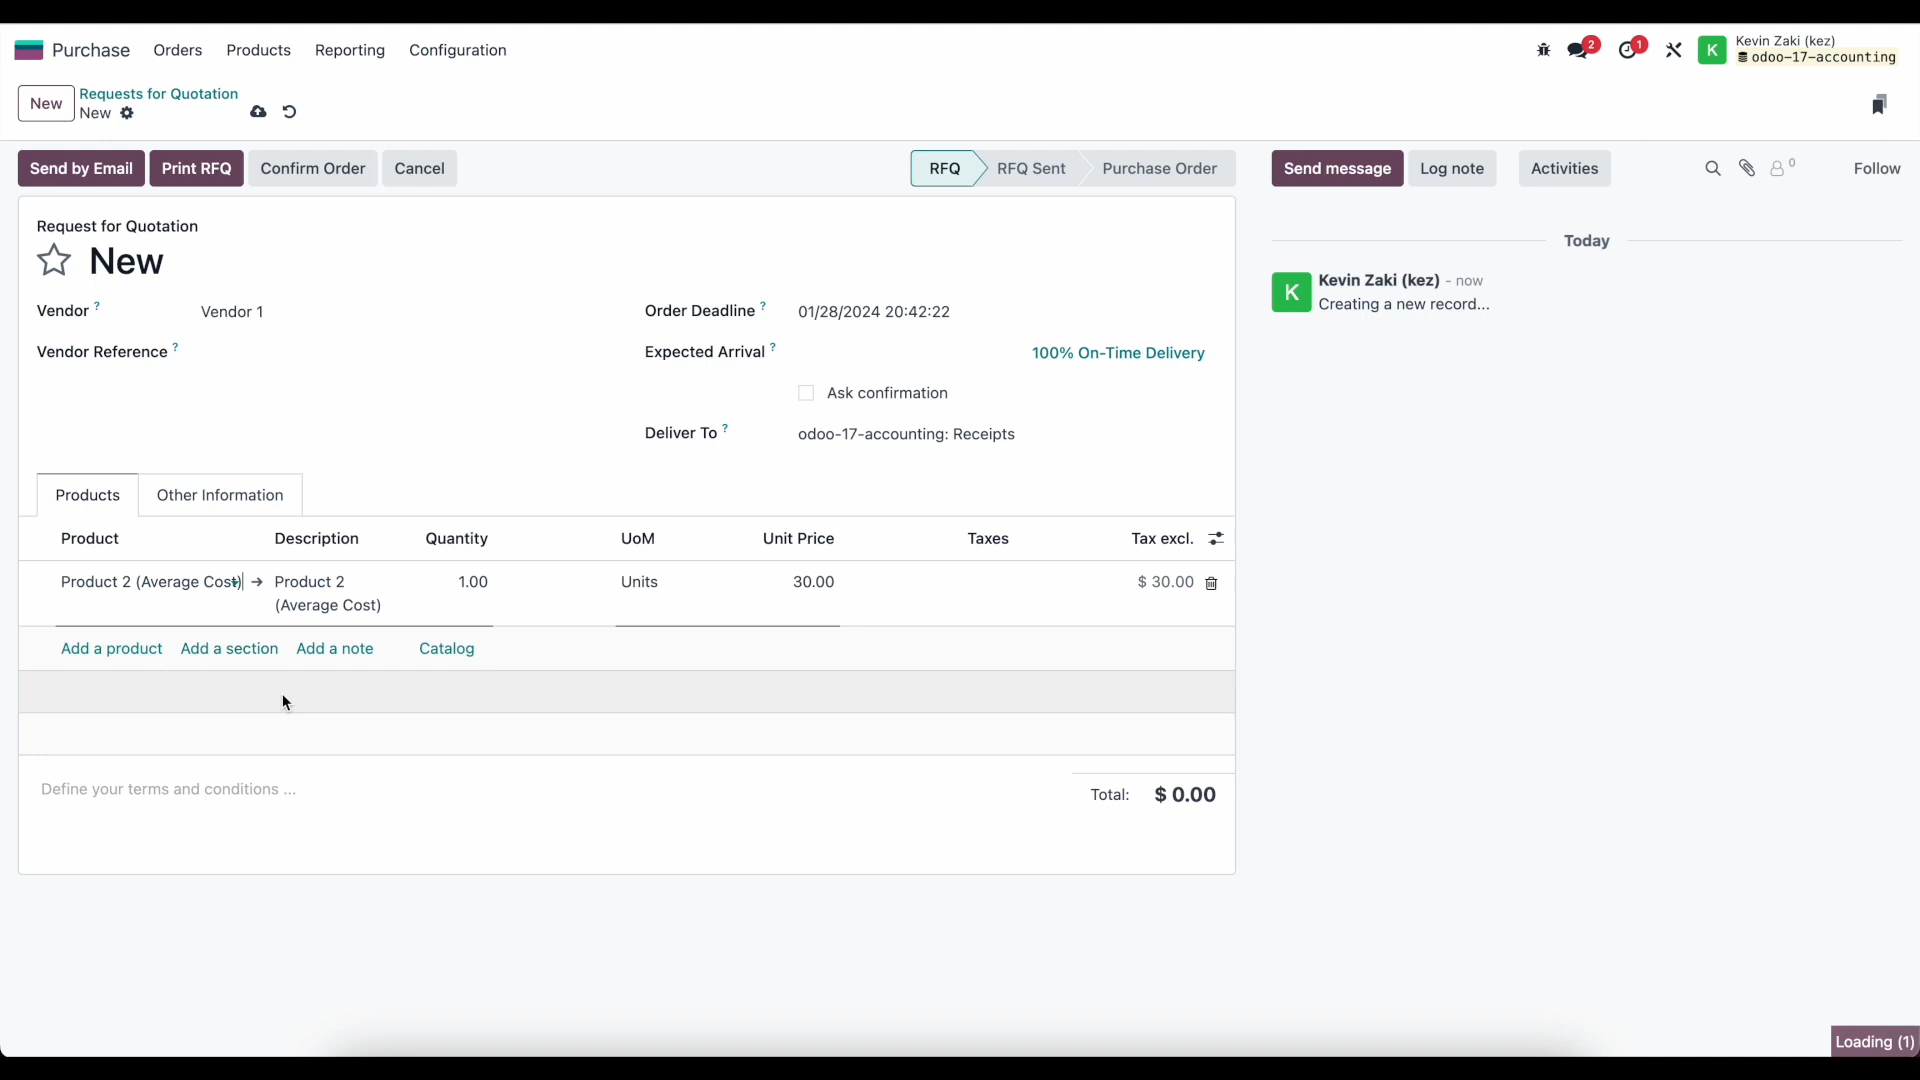 Purchase Orders Products Reporting Configuration 2 1 K Kevin Zaki (kez)
odoo-17-accounting
New Requests for Quotation
New
Send by Email Print RFQ Confirm Order Cancel RFQ RFQ Sent Purchase Order Send message Log note Activities 0 Follow
Request for Quotation
New
Today
K Kevin Zaki (kez) - now
Creating a new record...
Vendor ? Vendor 1 Order Deadline ? 01/28/2024 20:42:22
Vendor Reference ? Expected Arrival ? 100% On-Time Delivery
Ask confirmation
Deliver To ? odoo-17-accounting: Receipts
Products Other Information
Product Description Quantity UoM Unit Price Taxes Tax excl.
Product 2 (Average Cost) Product 2 1.00 Units 30.00 $ 30.00
(Average Cost)
Add a product Add a section Add a note Catalog
Define your terms and conditions ... Total: $ 0.00
Loading (1)